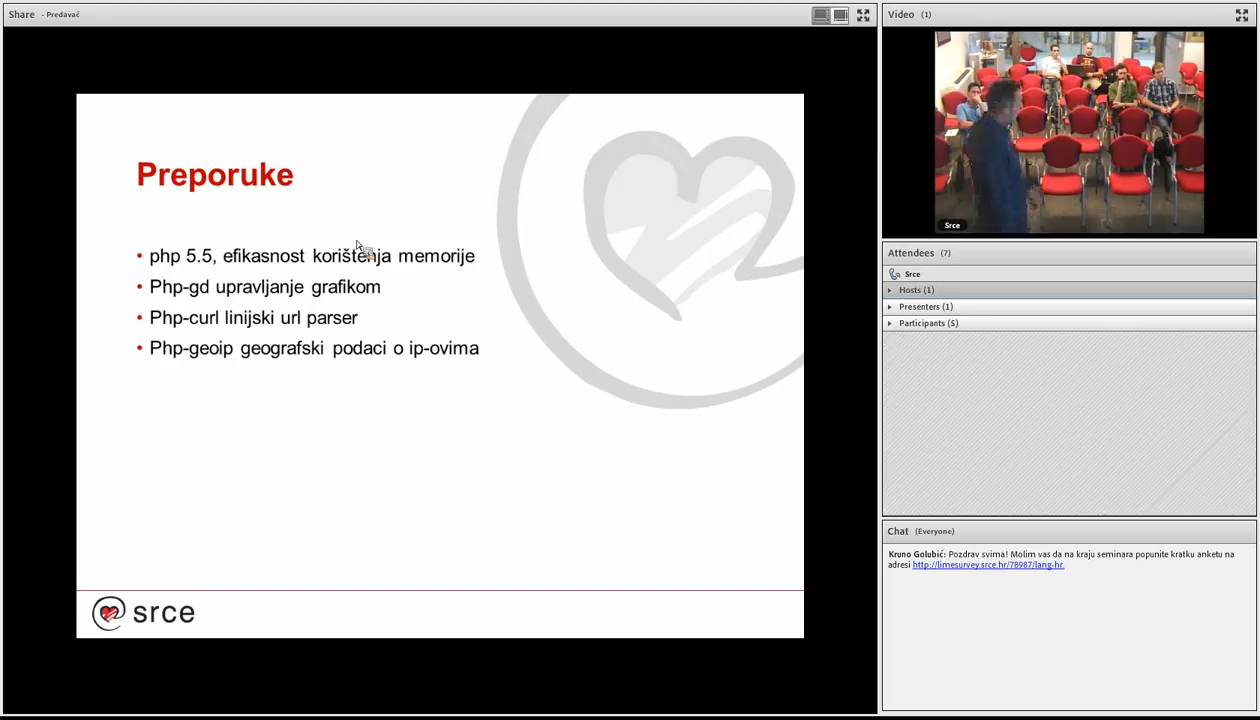 Share - Predavač
Preporuke
• php 5.5, efikasnost korištenja memorije
• Php-gd upravljanje grafikom
• Php-curl linijski url parser
• Php-geoip geografski podaci o ip-ovima
srce
Video (1)
Srce
Attendees (7)
Srce
Hosts (1)
Presenters (1)
Participants (5)
Chat (Everyone)
Kruno Golubić: Pozdrav svima! Molim vas da na kraju seminara popunite kratku anketu na
adresi http://limesurvey.srce.hr/78987/lang-hr.